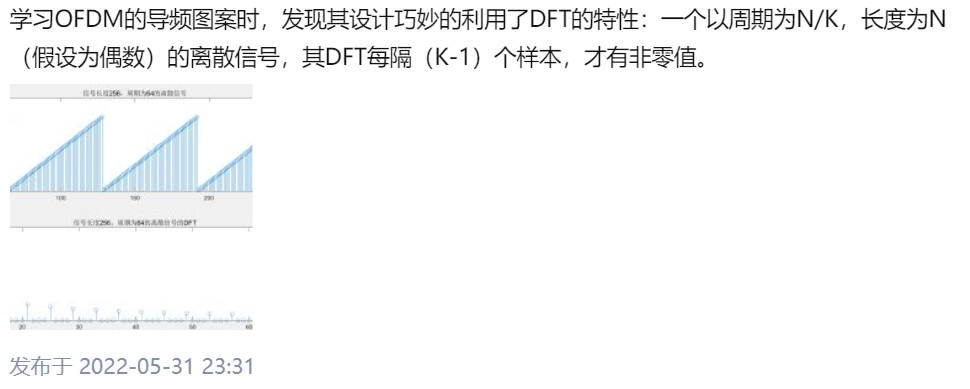 学习OFDM的导频图案时，发现其设计巧妙的利用了DFT的特性：一个以周期为N/K，长度为N
（假设为偶数）的离散信号，其DFT每隔（K-1）个样本，才有非零值。
信号长度256，周期为64的离散信号
100 150 200
信号长度256，周期为64的离散信号的DFT
20 30 40 50 60
发布于 2022-05-31 23:31